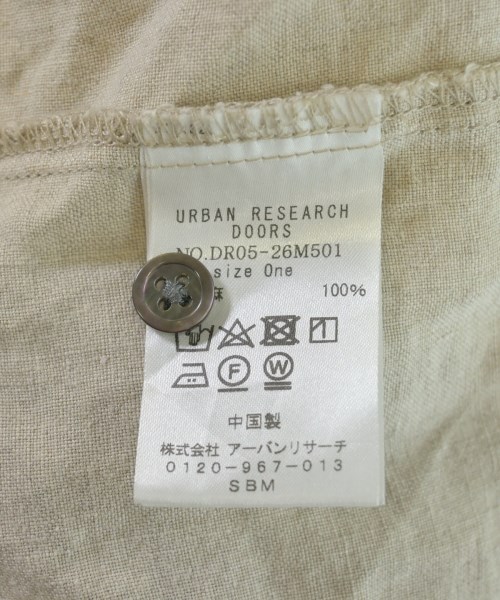 URBAN RESEARCH
DOORS
NO.DR05-26M501
size One
麻 100%
F W
中国製
株式会社 アーバンリサーチ
0120-967-013
SBM